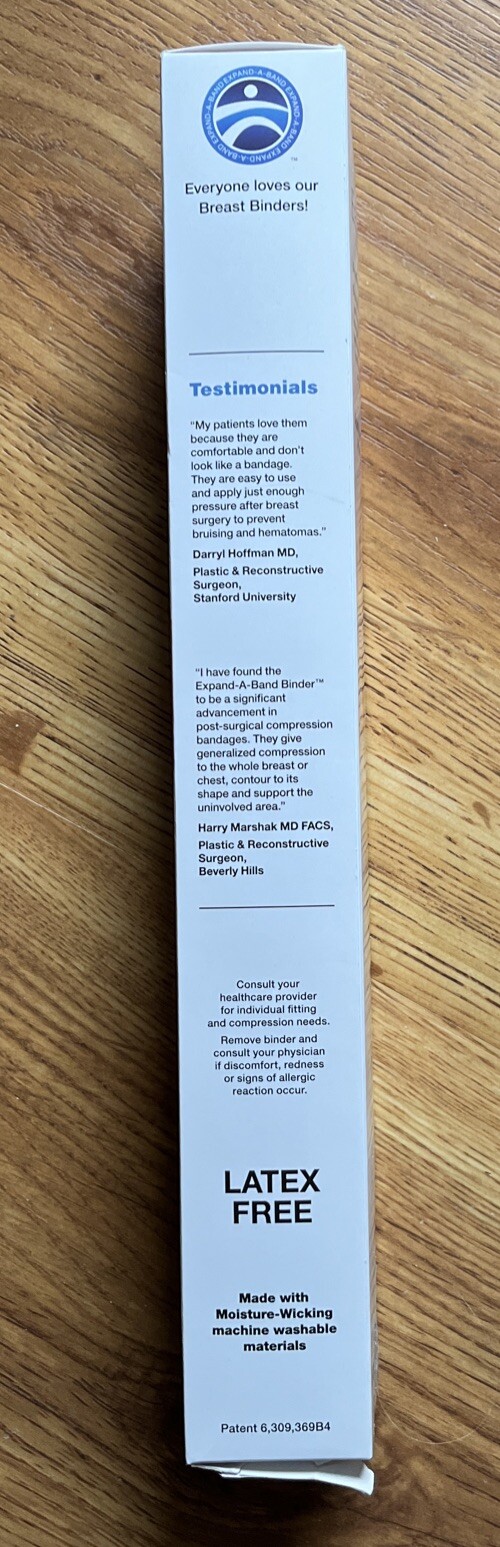 EXPAND-A-BAND EXPAND-A-BAND EXPAND-A-BAND EXPAND-A-BAND
TM
Everyone loves our
Breast Binders!
Testimonials
"My patients love them
because they are
comfortable and don't
look like a bandage.
They are easy to use
and apply just enough
pressure after breast
surgery to prevent
bruising and hematomas."
Darryl Hoffman MD,
Plastic & Reconstructive
Surgeon,
Stanford University
"I have found the
Expand-A-Band Binder™
to be a significant
advancement in
post-surgical compression
bandages. They give
generalized compression
to the whole breast or
chest, contour to its
shape and support the
uninvolved area."
Harry Marshak MD FACS,
Plastic & Reconstructive
Surgeon,
Beverly Hills
Consult your
healthcare provider
for individual fitting
and compression needs.
Remove binder and
consult your physician
if discomfort, redness
or signs of allergic
reaction occur.
LATEX
FREE
Made with
Moisture-Wicking
machine washable
materials
Patent 6,309,369B4